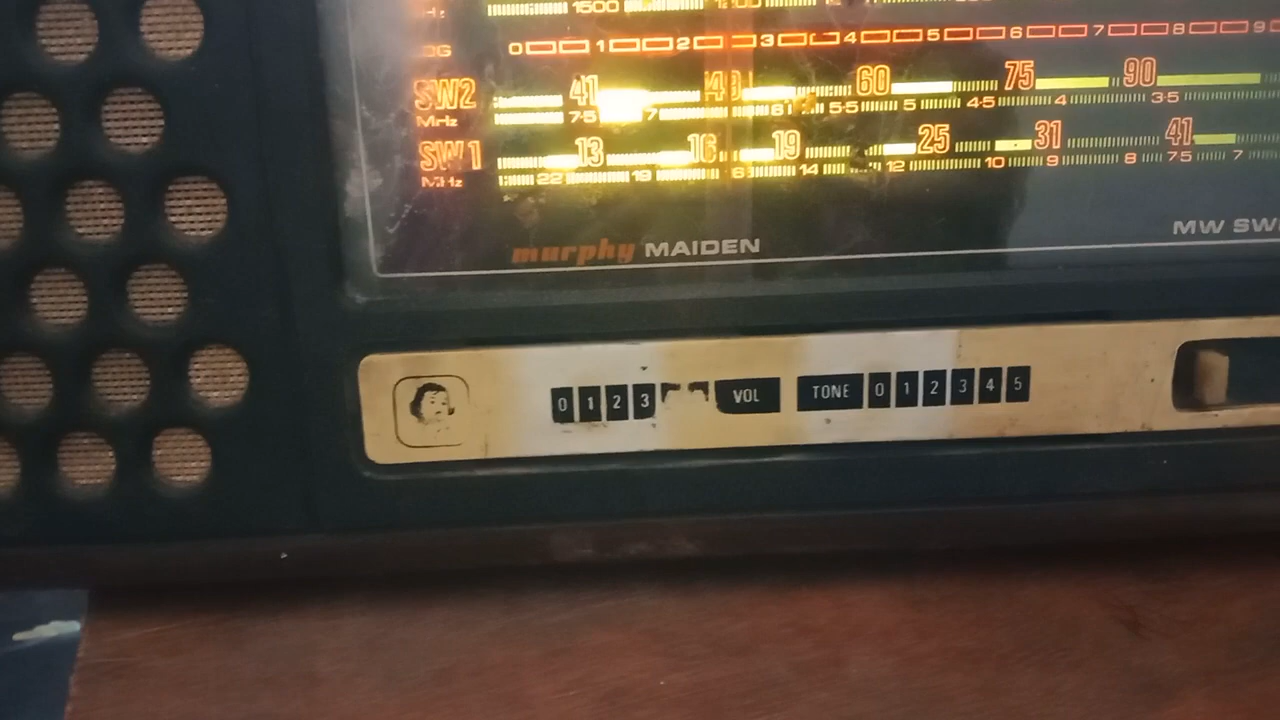 1500
LOG 0 1 2 3 4 5 6 7 8 9
SW2 41 49 60 75 90
MHz 7·5 7 6 5·5 5 4·5 4 3·5
SW1 13 16 19 25 31 41
MHz 22 19 16 14 12 10 9 8 7·5 7
murphy MAIDEN
MW SW
0 1 2 3 VOL TONE 0 1 2 3 4 5